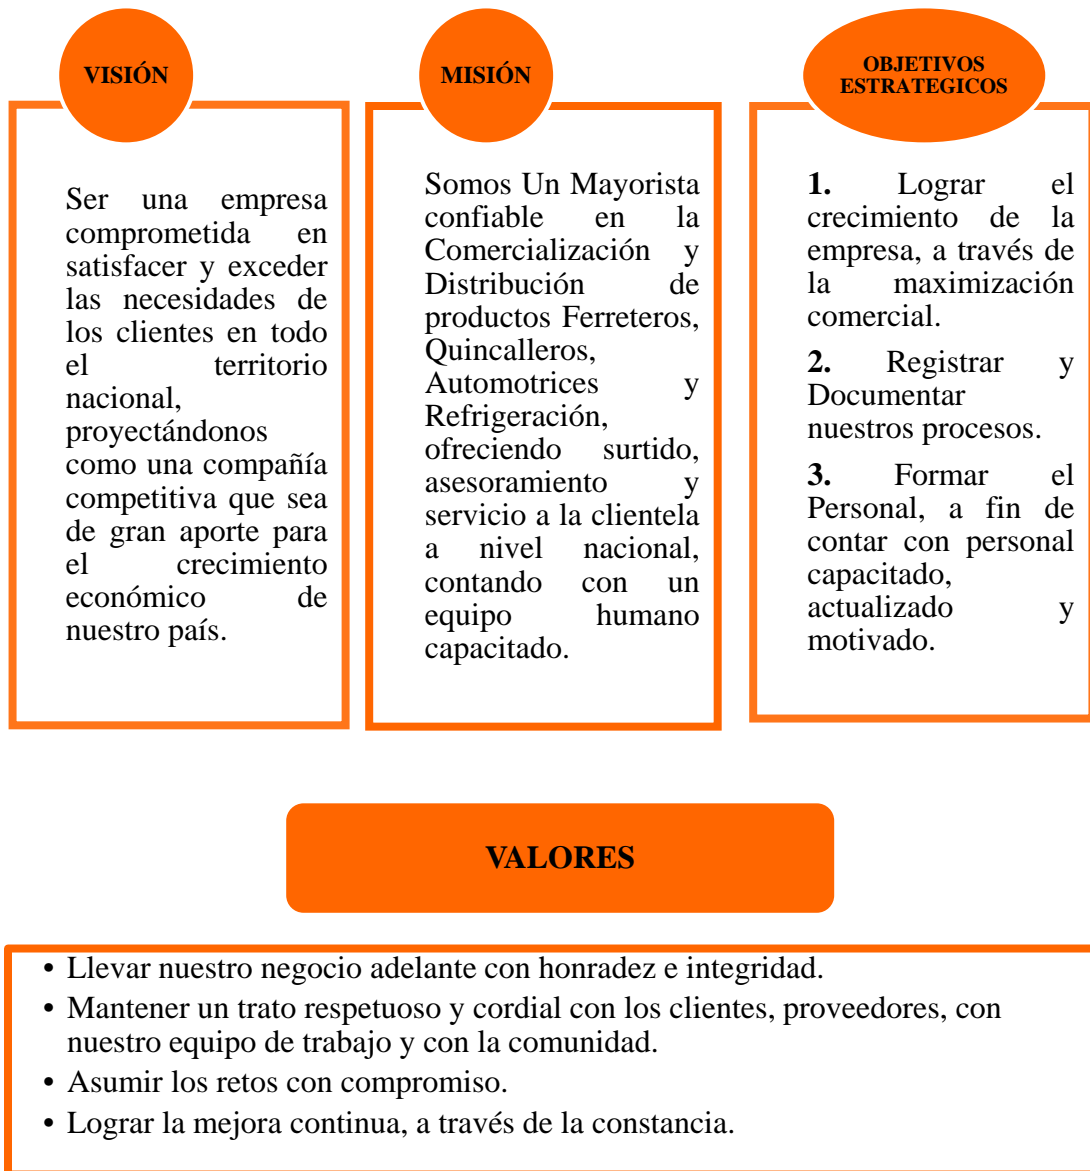 VISIÓN
Ser una empresa
comprometida en
satisfacer y exceder
las necesidades de
los clientes en todo
el territorio
nacional,
proyectándonos
como una compañía
competitiva que sea
de gran aporte para
el crecimiento
económico de
nuestro país.
MISIÓN
Somos Un Mayorista
confiable en la
Comercialización y
Distribución de
productos Ferreteros,
Quincalleros,
Automotrices y
Refrigeración,
ofreciendo surtido,
asesoramiento y
servicio a la clientela
a nivel nacional,
contando con un
equipo humano
capacitado.
OBJETIVOS
ESTRATEGICOS
1. Lograr el
crecimiento de la
empresa, a través de
la maximización
comercial.
2. Registrar y
Documentar
nuestros procesos.
3. Formar el
Personal, a fin de
contar con personal
capacitado,
actualizado y
motivado.
VALORES
• Llevar nuestro negocio adelante con honradez e integridad.
• Mantener un trato respetuoso y cordial con los clientes, proveedores, con
nuestro equipo de trabajo y con la comunidad.
• Asumir los retos con compromiso.
• Lograr la mejora continua, a través de la constancia.